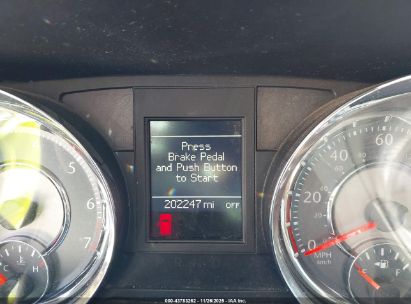 Press
Brake Pedal
and Push Button
to Start
202247 mi OFF
5
6
7
C H
0
20
40
60
MPH
km/h
E